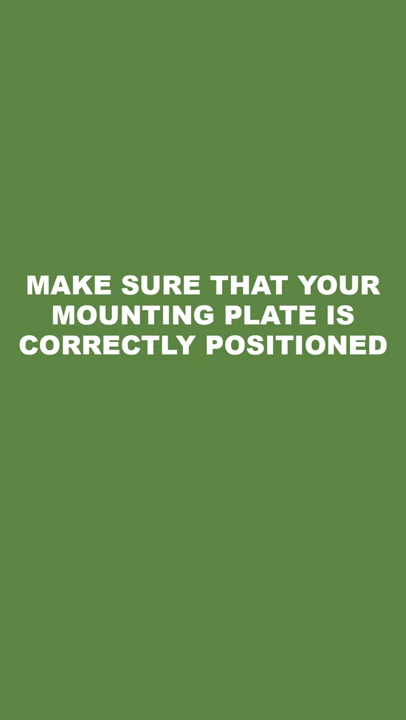 MAKE SURE THAT YOUR
MOUNTING PLATE IS
CORRECTLY POSITIONED